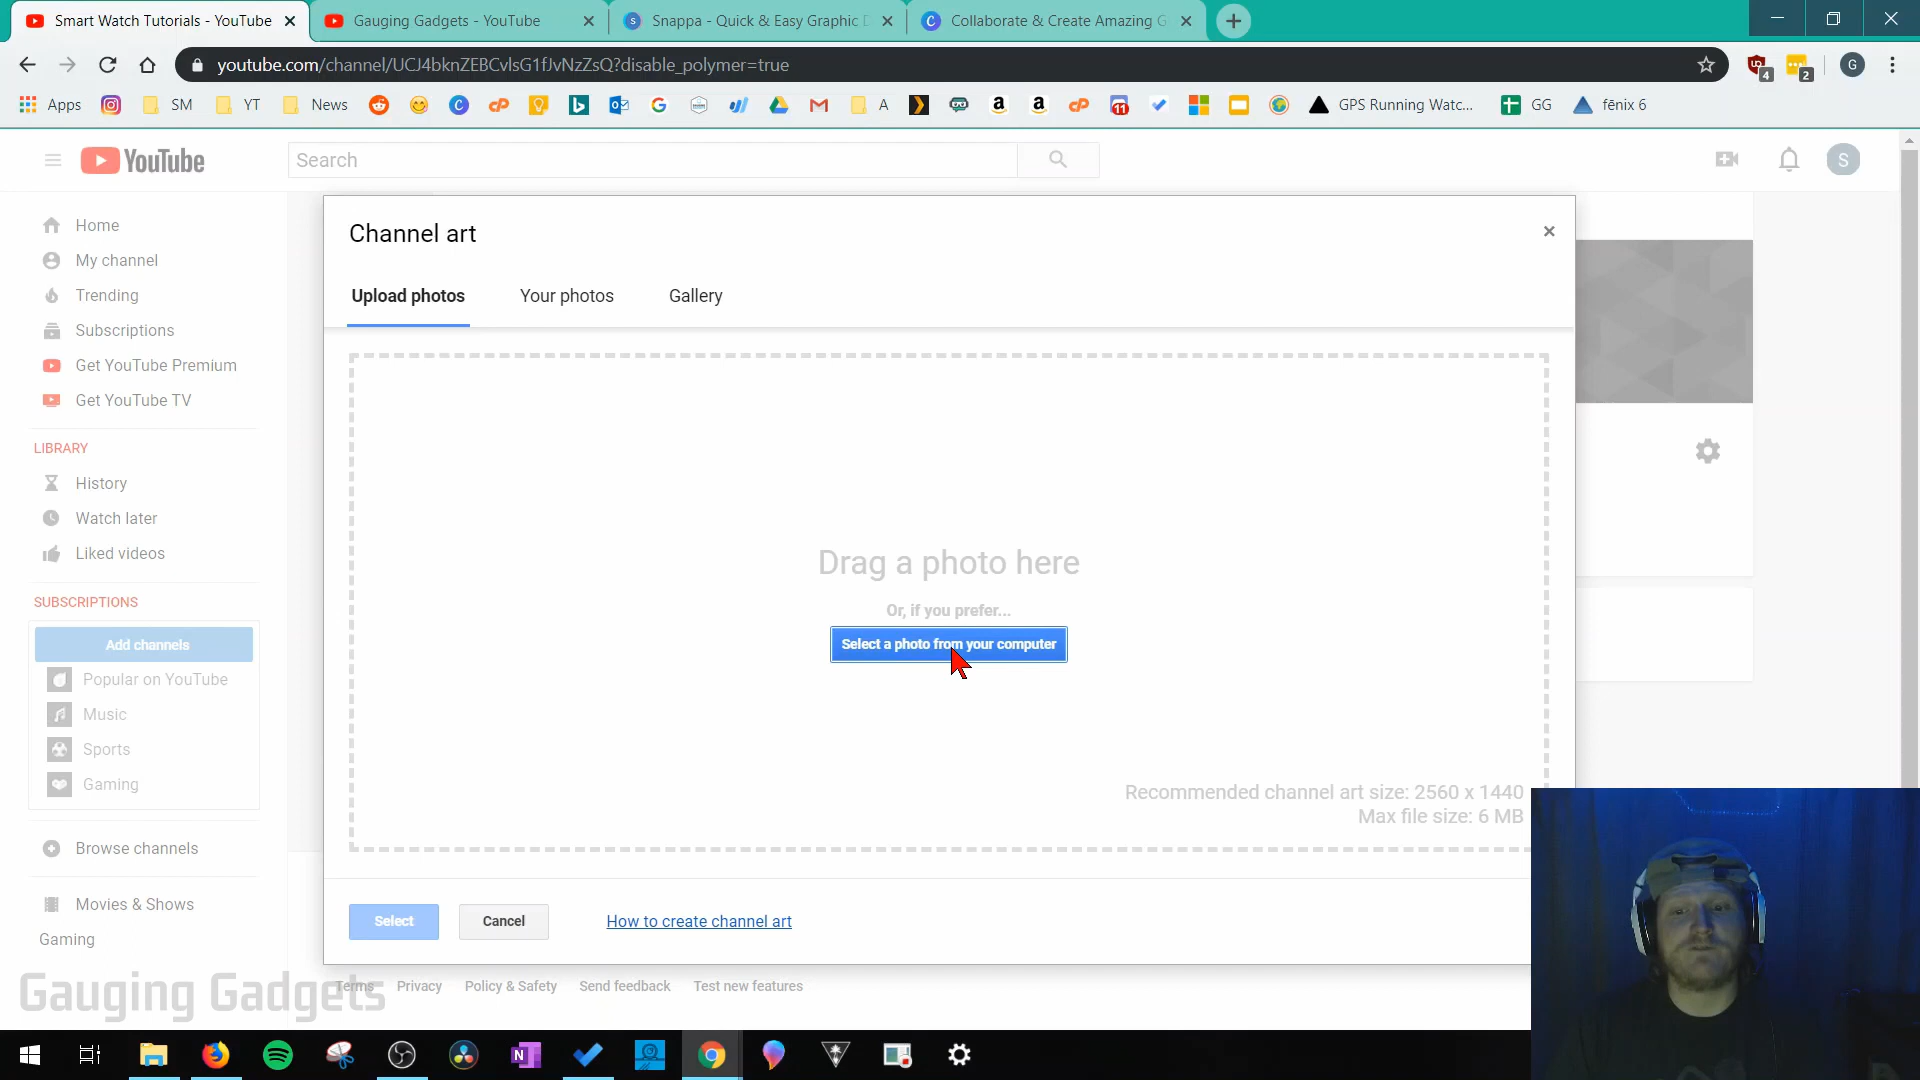 Smart Watch Tutorials - YouTube
Gauging Gadgets - YouTube
Snappa - Quick & Easy Graphic D
Collaborate & Create Amazing G
youtube.com/channel/UCJ4bknZEBCvlsG1fJvNzZsQ?disable_polymer=true
4
2
G
Apps
SM
YT
News
11
A
GPS Running Watc...
GG
fēnix 6
YouTube
Search
S
Home
My channel
Trending
Subscriptions
Get YouTube Premium
Get YouTube TV
LIBRARY
History
Watch later
Liked videos
SUBSCRIPTIONS
Add channels
Popular on YouTube
Music
Sports
Gaming
Browse channels
Movies & Shows
Gaming
Channel art
Upload photos
Your photos
Gallery
Drag a photo here
Or, if you prefer...
Select a photo from your computer
Recommended channel art size: 2560 x 1440
Max file size: 6 MB
Select
Cancel
How to create channel art
Terms
Privacy
Policy & Safety
Send feedback
Test new features
Gauging Gadgets